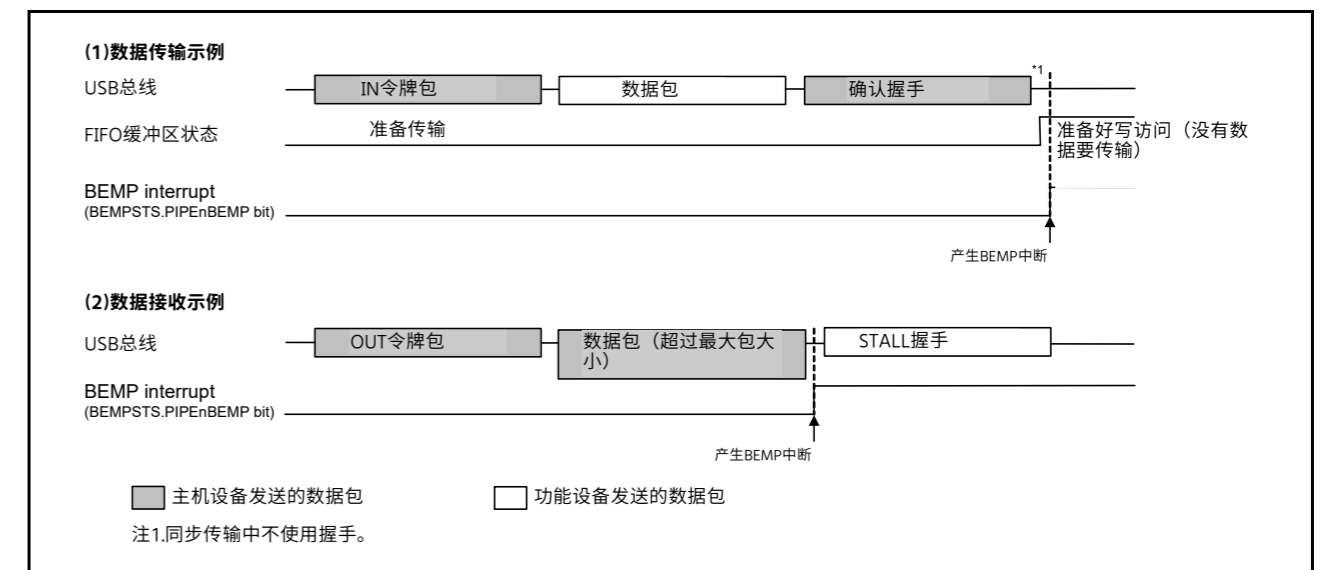 (1)数据传输示例
USB总线
IN令牌包
数据包
确认握手
*1
FIFO缓冲区状态
准备传输
准备好写访问（没有数
据要传输）
BEMP interrupt
(BEMPSTS.PIPEnBEMP bit)
产生BEMP中断
(2)数据接收示例
USB总线
OUT令牌包
数据包（超过最大包大
小）
STALL握手
BEMP interrupt
(BEMPSTS.PIPEnBEMP bit)
产生BEMP中断
主机设备发送的数据包
功能设备发送的数据包
注1.同步传输中不使用握手。